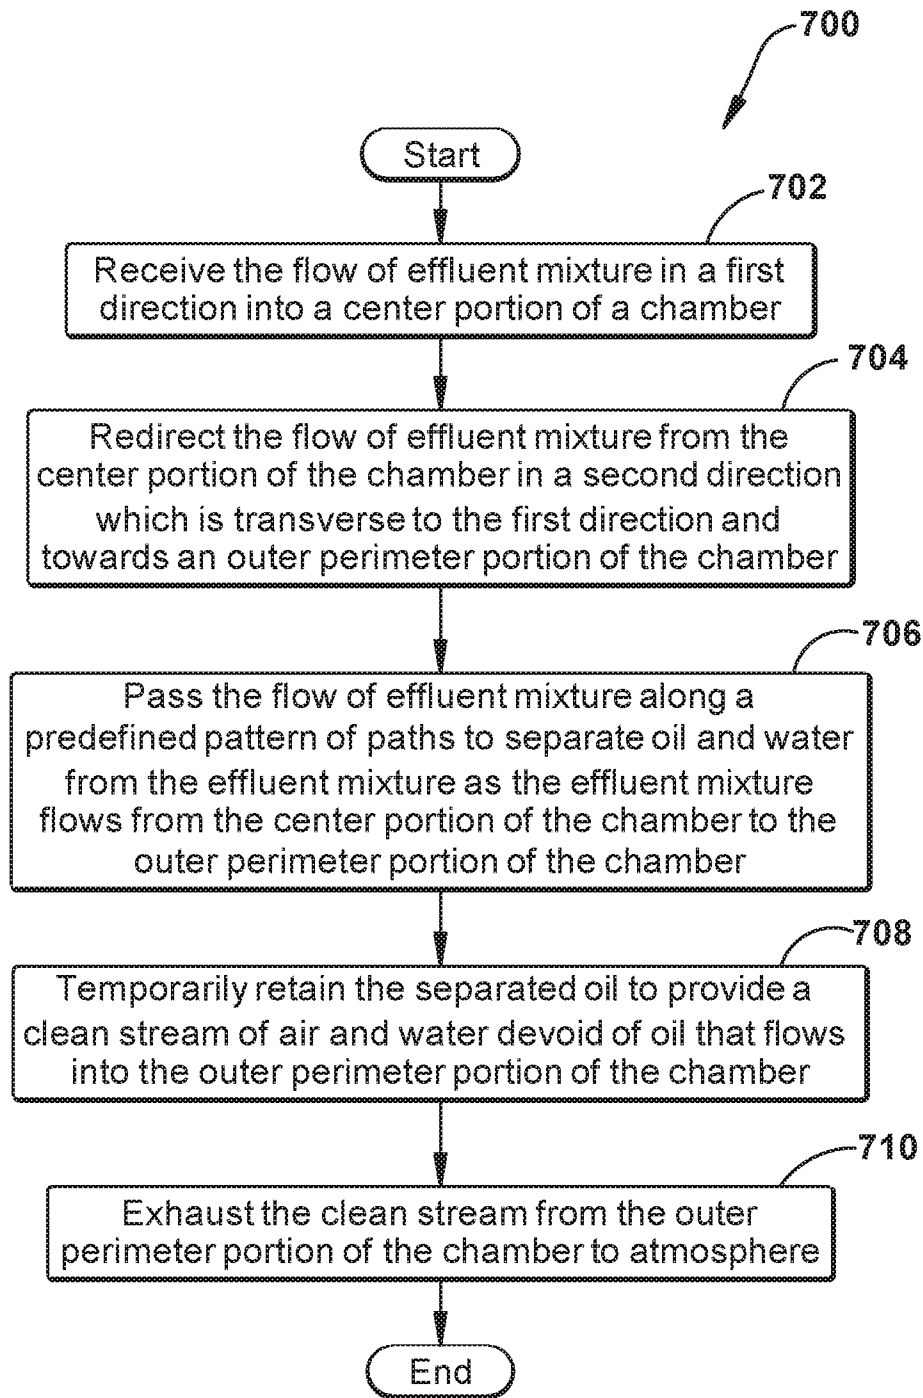 700
Start
702
Receive the flow of effluent mixture in a first
direction into a center portion of a chamber
704
Redirect the flow of effluent mixture from the
center portion of the chamber in a second direction
which is transverse to the first direction and
towards an outer perimeter portion of the chamber
706
Pass the flow of effluent mixture along a
predefined pattern of paths to separate oil and water
from the effluent mixture as the effluent mixture
flows from the center portion of the chamber to the
outer perimeter portion of the chamber
708
Temporarily retain the separated oil to provide a
clean stream of air and water devoid of oil that flows
into the outer perimeter portion of the chamber
710
Exhaust the clean stream from the outer
perimeter portion of the chamber to atmosphere
End